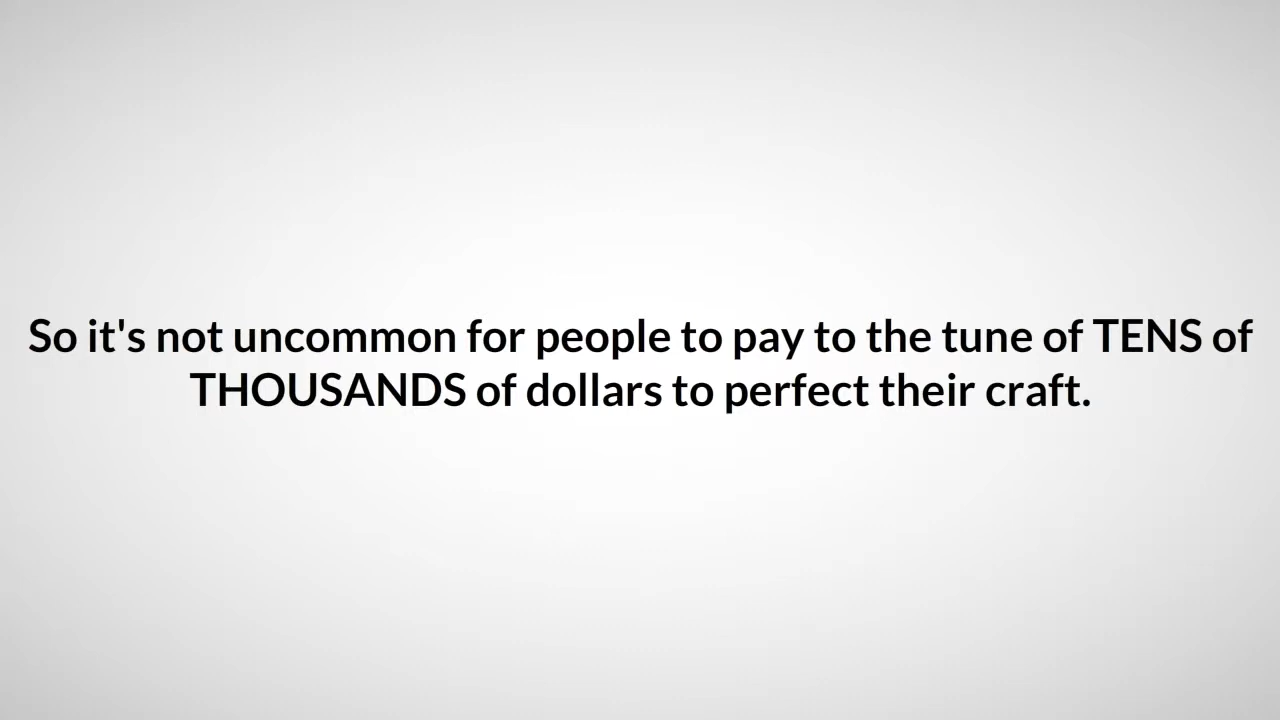 So it's not uncommon for people to pay to the tune of TENS of
THOUSANDS of dollars to perfect their craft.